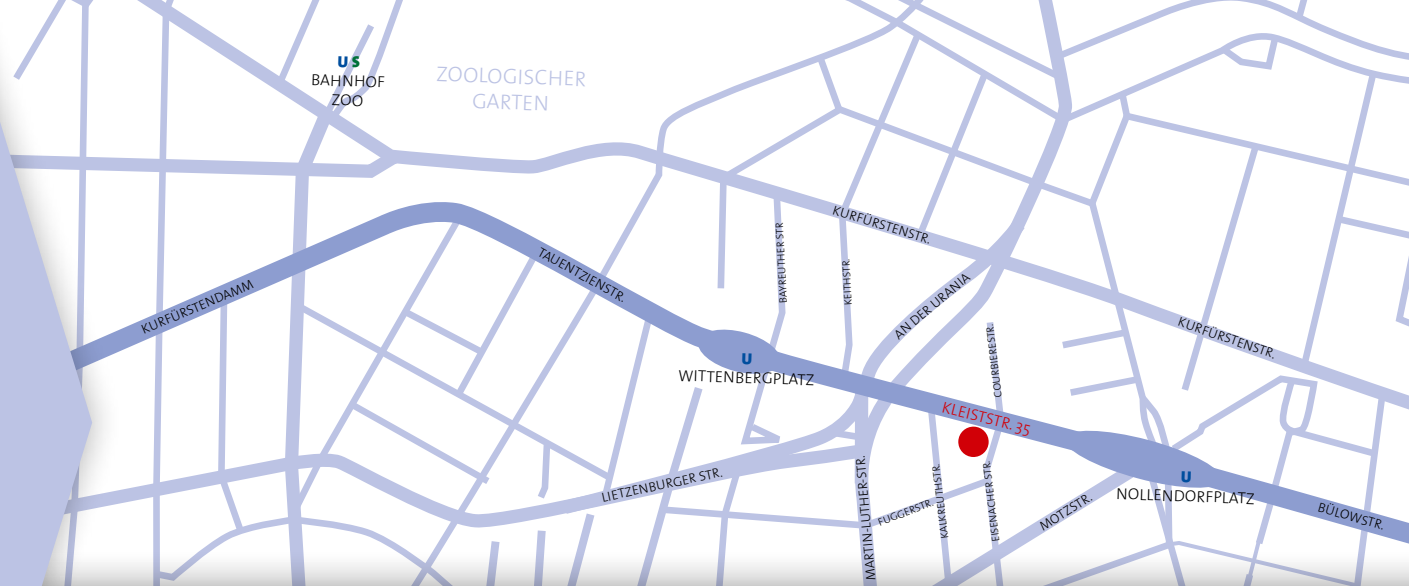 U S
BAHNHOF
ZOO
ZOOLOGISCHER
GARTEN
KURFÜRSTENSTR.
BAYREUTHER STR
KEITHSTR.
TAUENTZIENSTR.
KURFÜRSTENDAMM
AN DER URANIA
KURFÜRSTENSTR.
COURBIERESTR.
U
WITTENBERGPLATZ
KLEISTSTR. 35
LIETZENBURGER STR.
MARTIN-LUTHER-STR.
FUGGERSTR.
KALKREUTHSTR.
EISENACHER STR.
MOTZSTR.
U
NOLLENDORFPLATZ
BÜLOWSTR.